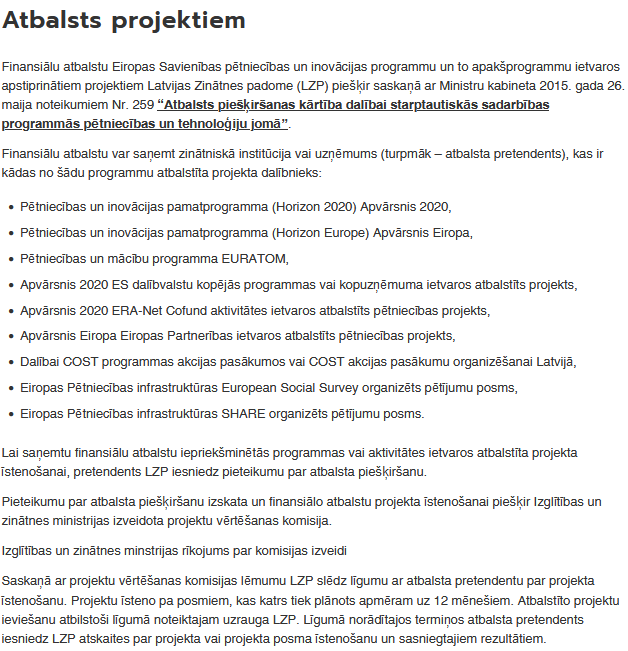 Atbalsts projektiem
Finansiālu atbalstu Eiropas Savienības pētniecības un inovācijas programmu un to apakšprogrammu ietvaros
apstiprinātiem projektiem Latvijas Zinātnes padome (LZP) piešķir saskaņā ar Ministru kabineta 2015. gada 26.
maija noteikumiem Nr. 259 “Atbalsts piešķiršanas kārtība dalībai starptautiskās sadarbības
programmās pētniecības un tehnoloģiju jomā”.
Finansiālu atbalstu var saņemt zinātniskā institūcija vai uzņēmums (turpmāk – atbalsta pretendents), kas ir
kādas no šādu programmu atbalstīta projekta dalībnieks:
• Pētniecības un inovācijas pamatprogramma (Horizon 2020) Apvārsnis 2020,
• Pētniecības un inovācijas pamatprogramma (Horizon Europe) Apvārsnis Eiropa,
• Pētniecības un mācību programma EURATOM,
• Apvārsnis 2020 ES dalībvalstu kopējās programmas vai kopuzņēmuma ietvaros atbalstīts projekts,
• Apvārsnis 2020 ERA-Net Cofund aktivitātes ietvaros atbalstīts pētniecības projekts,
• Apvārsnis Eiropa Eiropas Partnerības ietvaros atbalstīts pētniecības projekts,
• Dalībai COST programmas akcijas pasākumos vai COST akcijas pasākumu organizēšanai Latvijā,
• Eiropas Pētniecības infrastruktūras European Social Survey organizēts pētījumu posms,
• Eiropas Pētniecības infrastruktūras SHARE organizēts pētījumu posms.
Lai saņemtu finansiālu atbalstu iepriekšminētās programmas vai aktivitātes ietvaros atbalstīta projekta
īstenošanai, pretendents LZP iesniedz pieteikumu par atbalsta piešķiršanu.
Pieteikumu par atbalsta piešķiršanu izskata un finansiālo atbalstu projekta īstenošanai piešķir Izglītības un
zinātnes ministrijas izveidota projektu vērtēšanas komisija.
Izglītības un zinātnes minstrijas rīkojums par komisijas izveidi
Saskaņā ar projektu vērtēšanas komisijas lēmumu LZP slēdz līgumu ar atbalsta pretendentu par projekta
īstenošanu. Projektu īsteno pa posmiem, kas katrs tiek plānots apmēram uz 12 mēnešiem. Atbalstīto projektu
ieviešanu atbilstoši līgumā noteiktajam uzrauga LZP. Līgumā norādītajos termiņos atbalsta pretendents
iesniedz LZP atskaites par projekta vai projekta posma īstenošanu un sasniegtajiem rezultātiem.